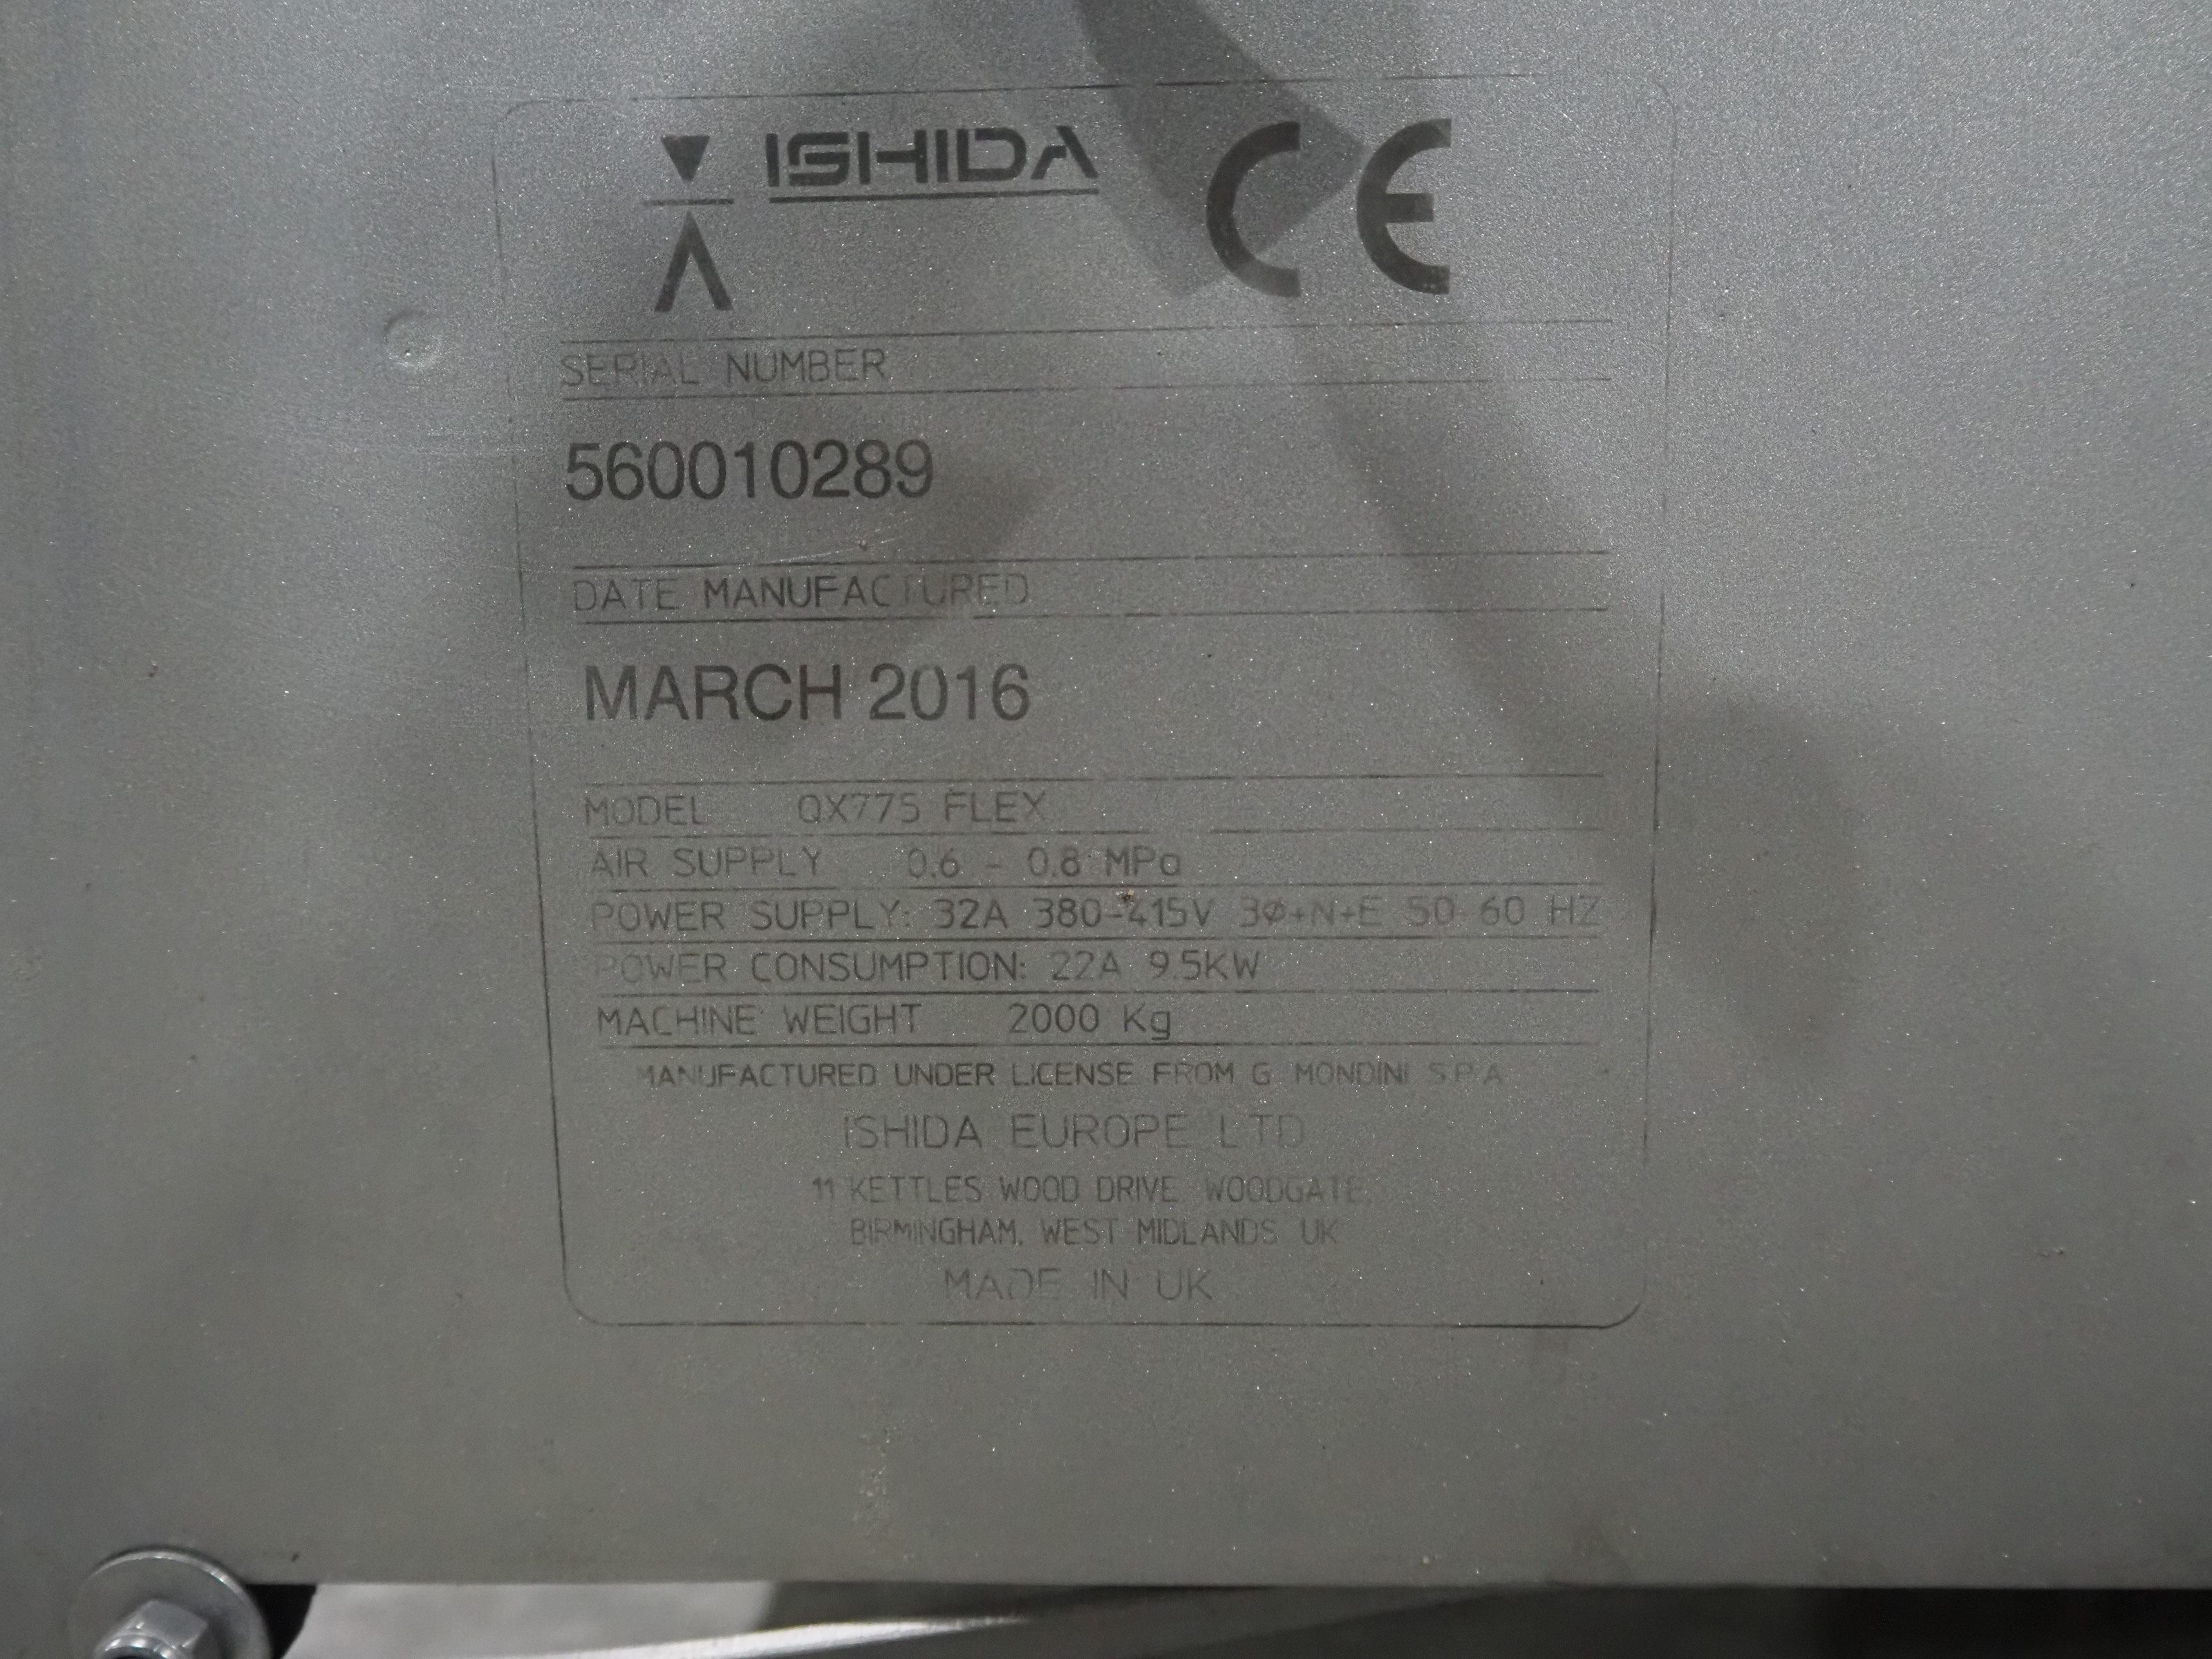 ISHIDA CE
SERIAL NUMBER
560010289
DATE MANUFACTURED
MARCH 2016
MODEL QX775 FLEX
AIR SUPPLY 0.6 - 0.8 MPa
POWER SUPPLY: 32A 380-415V 3Ø+N+E 50-60 HZ
POWER CONSUMPTION: 22A 9.5KW
MACHINE WEIGHT 2000 Kg
MANUFACTURED UNDER LICENSE FROM G MONDINI S.P.A
ISHIDA EUROPE LTD
11 KETTLES WOOD DRIVE WOODGATE,
BIRMINGHAM, WEST MIDLANDS UK
MADE IN UK